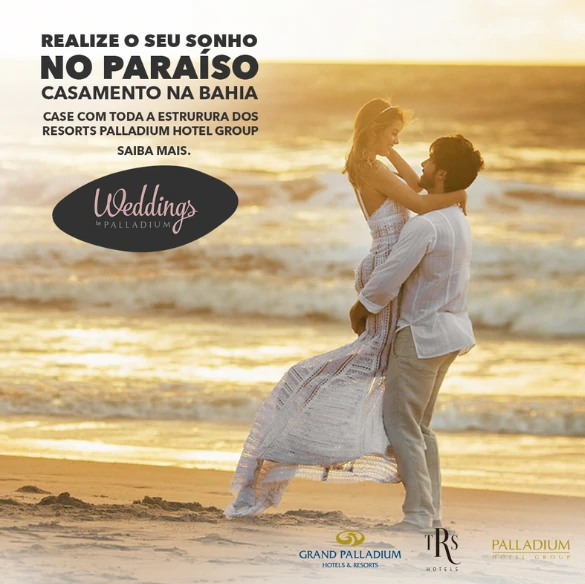 REALIZE O SEU SONHO
NO PARAÍSO
CASAMENTO NA BAHIA
CASE COM TODA A ESTRURURA DOS
RESORTS PALLADIUM HOTEL GROUP
SAIBA MAIS.
Weddings
by PALLADIUM
GRAND PALLADIUM
HOTELS & RESORTS
TRS
HOTELS
PALLADIUM
HOTEL GROUP